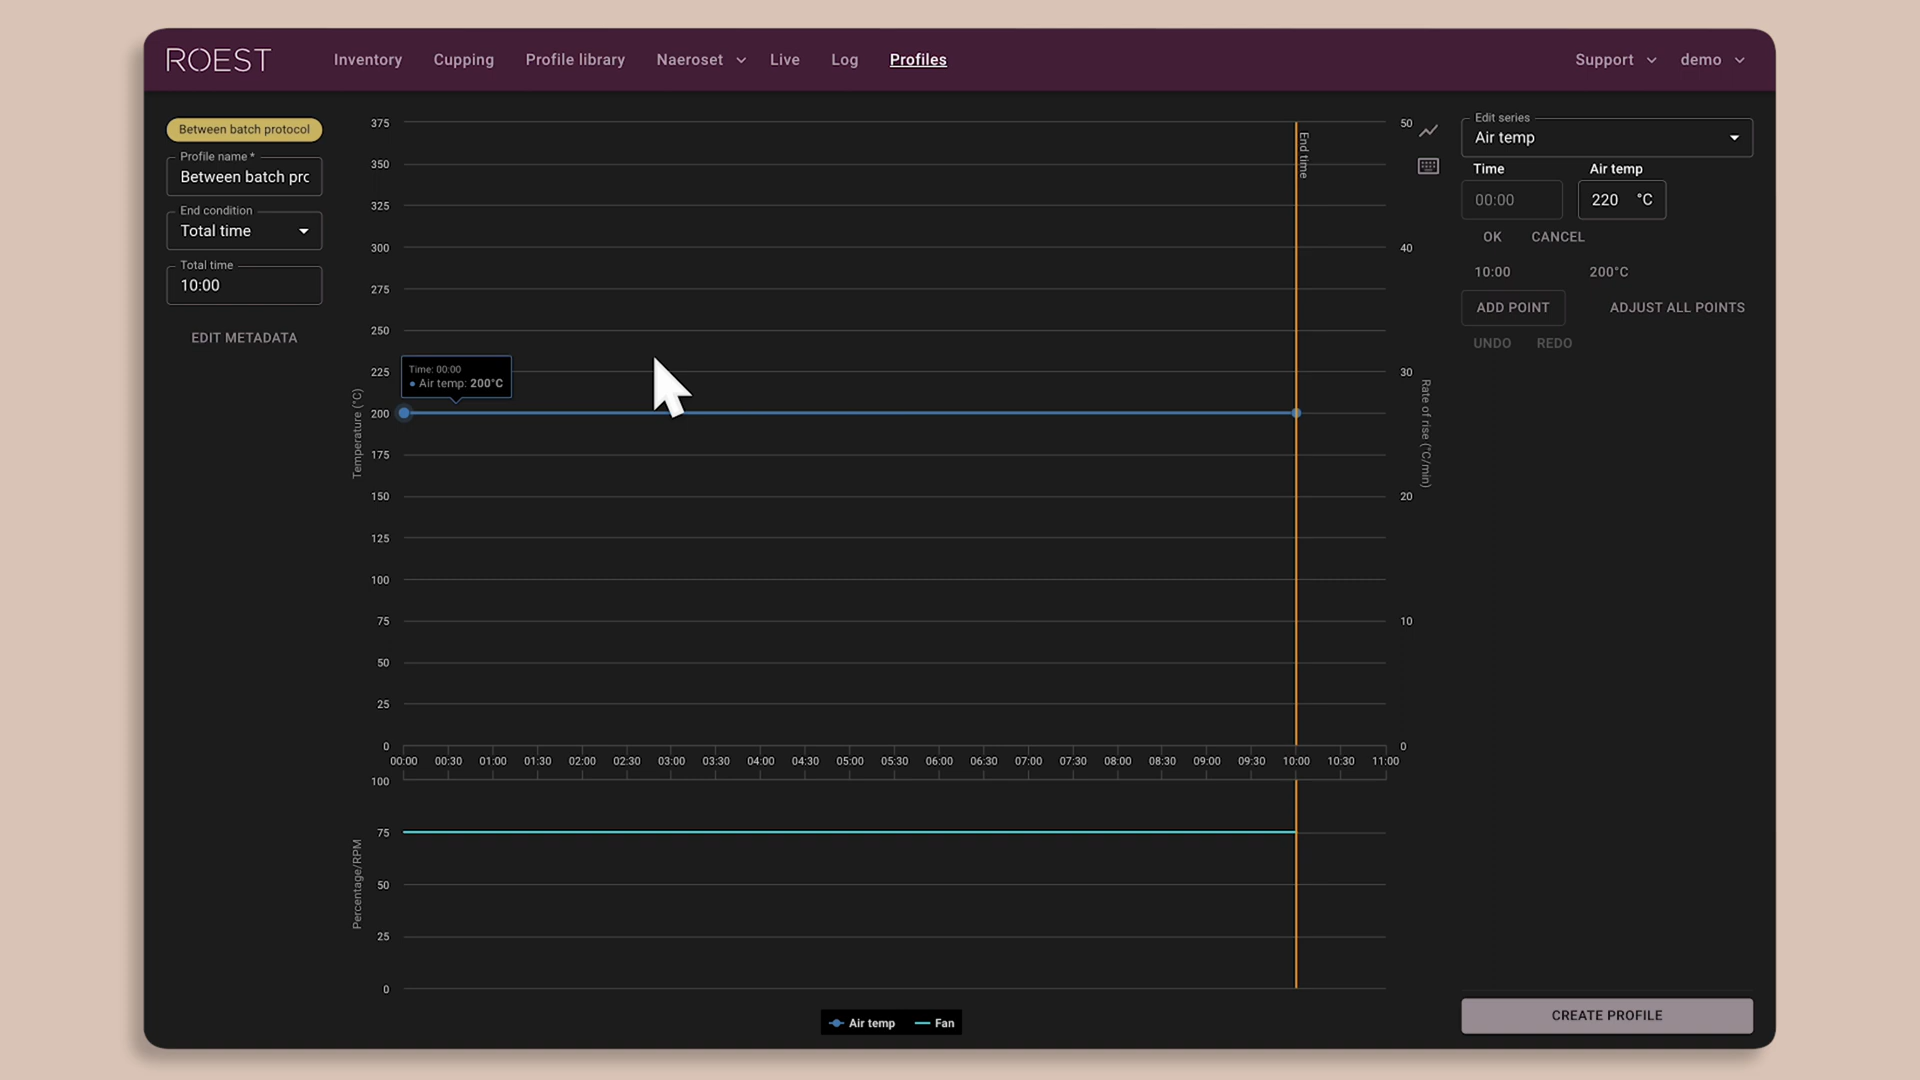 ROEST
Inventory
Cupping
Profile library
Naeroset
Live
Log
Profiles
Support
demo
Between batch protocol
Profile name *
Between batch prc
End condition
Total time
Total time
10:00
EDIT METADATA
375
350
325
300
275
250
225
200
175
150
125
100
75
50
25
0
Temperature (°C)
Time: 00:00
Air temp: 200°C
End time
50
40
30
20
10
0
Rate of rise (°C/min)
00:00 00:30 01:00 01:30 02:00 02:30 03:00 03:30 04:00 04:30 05:00 05:30 06:00 06:30 07:00 07:30 08:00 08:30 09:00 09:30 10:00 10:30 11:00
100
75
50
25
0
Percentage/RPM
Air temp
Fan
Edit series
Air temp
Time
Air temp
00:00
220 °C
OK
CANCEL
10:00
200°C
ADD POINT
ADJUST ALL POINTS
UNDO
REDO
CREATE PROFILE